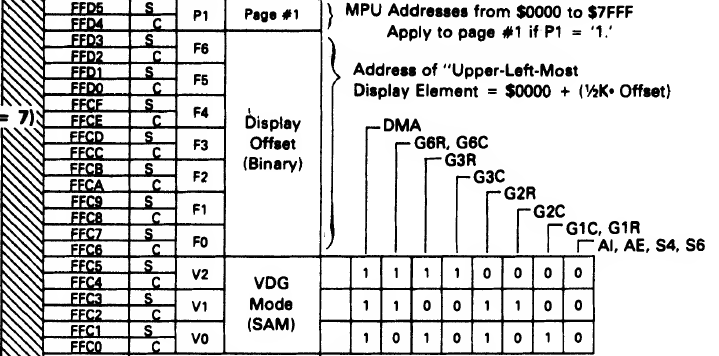 FFD5 S P1 Page #1 MPU Addresses from $0000 to $7FFF
FFD4 C Apply to page #1 if P1 = '1.'
FFD3 S F6
FFD2 C
FFD1 S F5 Address of "Upper-Left-Most
FFD0 C Display Element = $0000 + (½K• Offset)
= 7)
FFCF S F4
FFCE C Display
FFCD S F3 Offset DMA
FFCC C (Binary) G6R, G6C
FFCB S F2 G3R
FFCA C G3C
FFC9 S F1 G2R
FFC8 C G2C
FFC7 S F0 G1C, G1R
FFC6 C AI, AE, S4, S6
FFC5 S V2 VDG 1 1 1 1 0 0 0 0
FFC4 C
FFC3 S V1 Mode 1 1 0 0 1 1 0 0
FFC2 C (SAM)
FFC1 S V0 1 0 1 0 1 0 1 0
FFC0 C